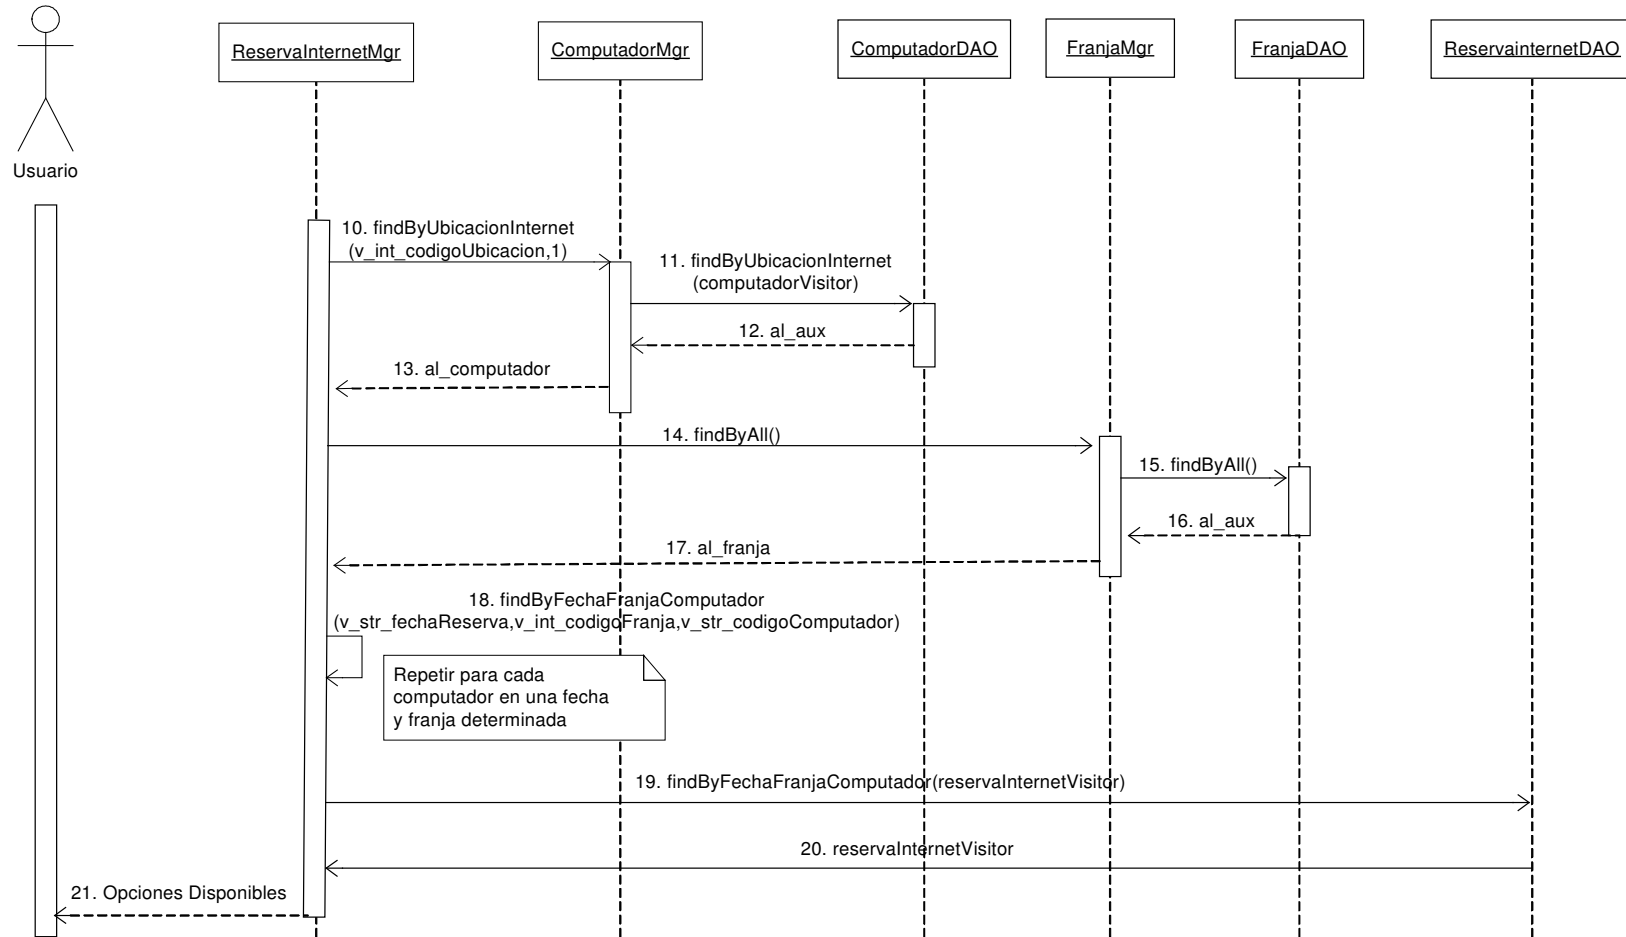 Usuario
ReservaInternetMgr
ComputadorMgr
ComputadorDAO
FranjaMgr
FranjaDAO
ReservainternetDAO
10. findByUbicacionInternet
(v_int_codigoUbicacion,1)
11. findByUbicacionInternet
(computadorVisitor)
12. al_aux
13. al_computador
14. findByAll()
15. findByAll()
16. al_aux
17. al_franja
18. findByFechaFranjaComputador
(v_str_fechaReserva,v_int_codigoFranja,v_str_codigoComputador)
Repetir para cada
computador en una fecha
y franja determinada
19. findByFechaFranjaComputador(reservaInternetVisitor)
20. reservaInternetVisitor
21. Opciones Disponibles